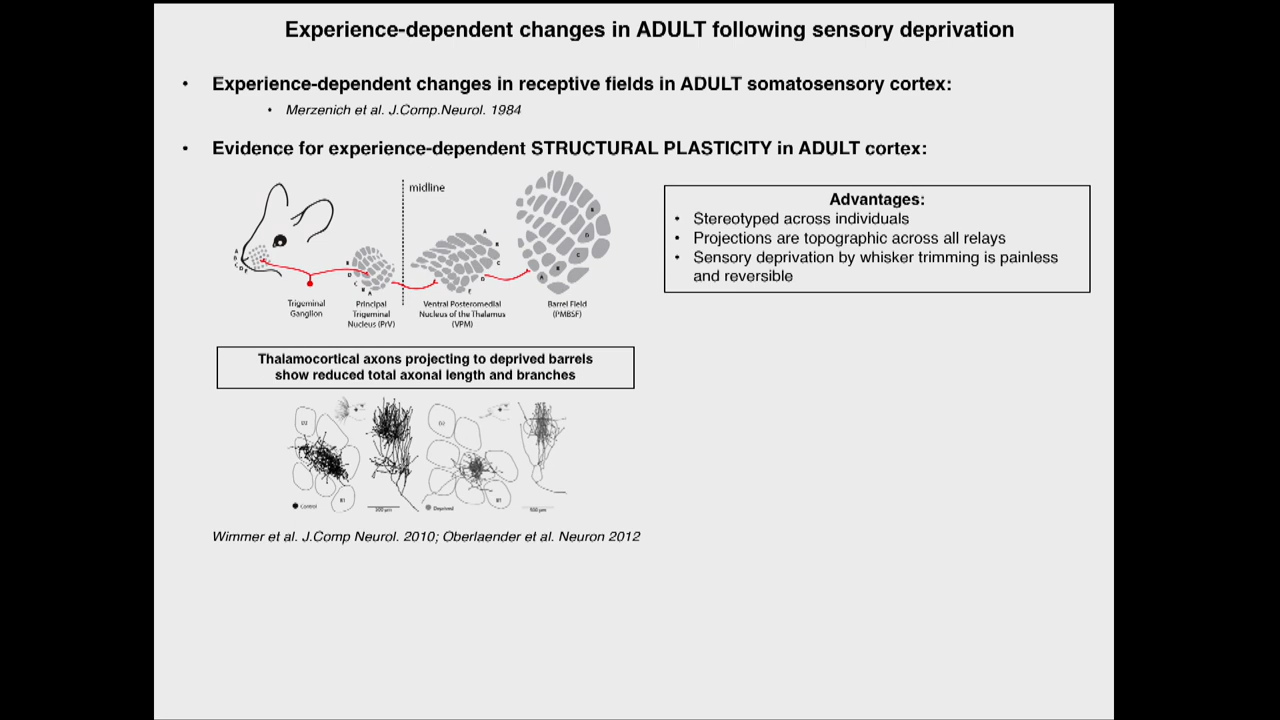 Experience-dependent changes in ADULT following sensory deprivation
• Experience-dependent changes in receptive fields in ADULT somatosensory cortex:
• Merzenich et al. J.Comp.Neurol. 1984
• Evidence for experience-dependent STRUCTURAL PLASTICITY in ADULT cortex:
midline
Trigeminal
Ganglion
Principal
Trigeminal
Nucleus (PrV)
Ventral Posteromedial
Nucleus of the Thalamus
(VPM)
Barrel Field
(PMBSF)
Advantages:
• Stereotyped across individuals
• Projections are topographic across all relays
• Sensory deprivation by whisker trimming is painless
and reversible
Thalamocortical axons projecting to deprived barrels
show reduced total axonal length and branches
Control
Deprived
Wimmer et al. J.Comp Neurol. 2010; Oberlaender et al. Neuron 2012